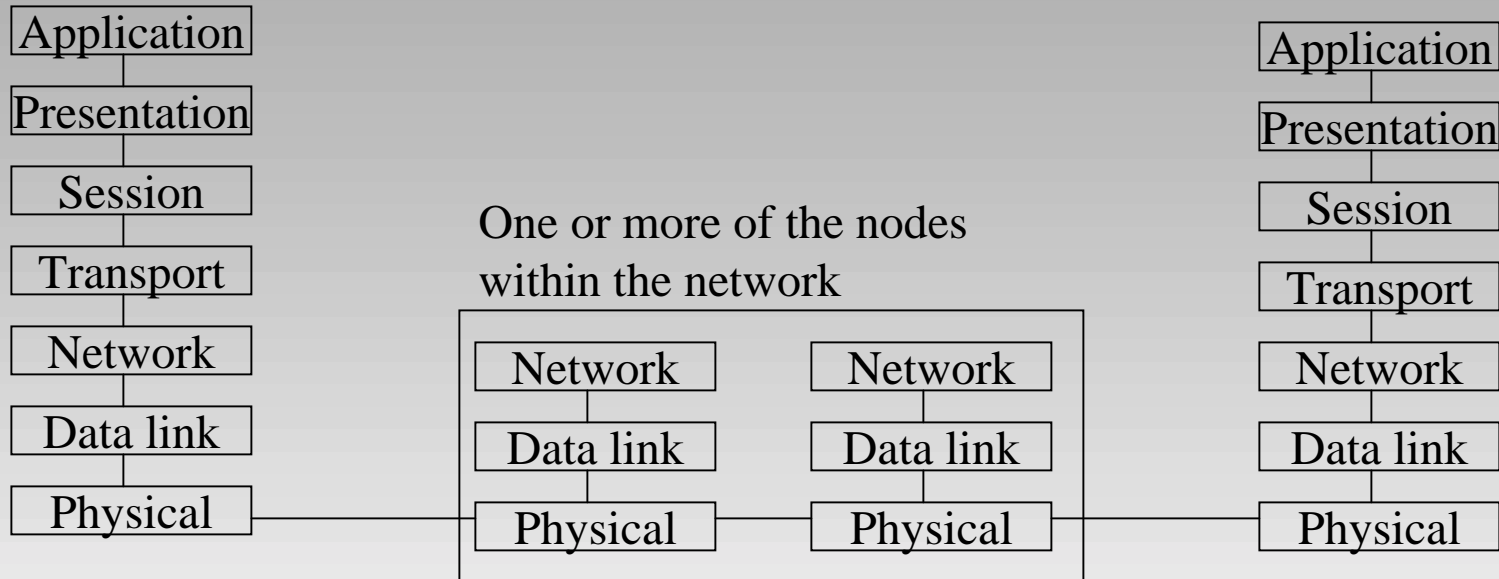 Application
Presentation
Session
Transport
Network
Data link
Physical
One or more of the nodes
within the network
Network
Data link
Physical
Network
Data link
Physical
Application
Presentation
Session
Transport
Network
Data link
Physical